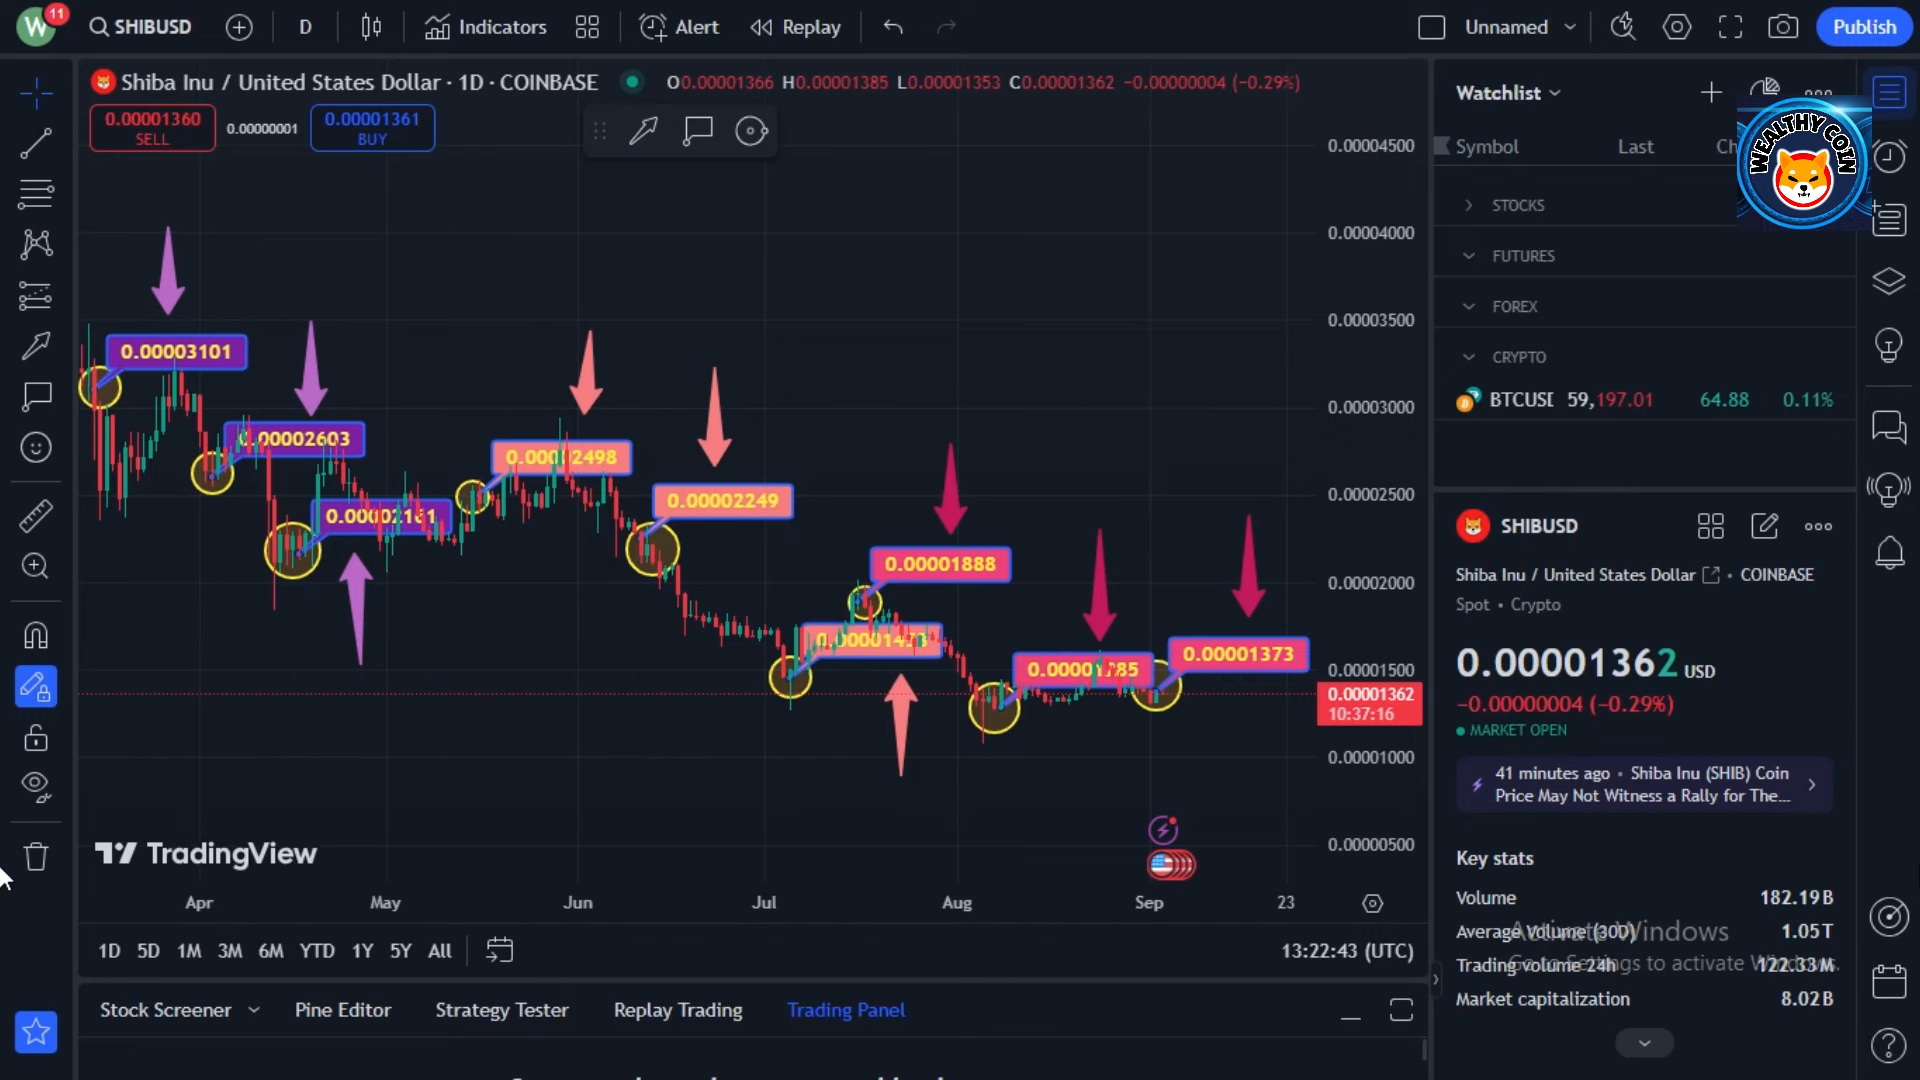 W 11 SHIBUSD D Indicators Alert Replay Unnamed Publish
Shiba Inu / United States Dollar · 1D · COINBASE O0.00001366 H0.00001385 L0.00001353 C0.00001362 −0.00000004 (−0.29%)
0.00001360
SELL
0.00000001
0.00001361
BUY
0.00004500
0.00004000
0.00003500
0.00003000
0.00002500
0.00002000
0.00001500
0.00001362
10:37:16
0.00001000
0.00000500
0.00003101
0.00002603
0.00002498
0.00002249
0.00001888
0.00001373
TradingView
Apr May Jun Jul Aug Sep 23
1D 5D 1M 3M 6M YTD 1Y 5Y All 13:22:43 (UTC)
Stock Screener Pine Editor Strategy Tester Replay Trading Trading Panel
Watchlist
WEALTHY COIN
Symbol Last Ch
STOCKS
FUTURES
FOREX
CRYPTO
BTCUSD 59,197.01 64.88 0.11%
SHIBUSD
Shiba Inu / United States Dollar • COINBASE
Spot • Crypto
0.00001362 USD
−0.00000004 (−0.29%)
MARKET OPEN
41 minutes ago • Shiba Inu (SHIB) Coin
Price May Not Witness a Rally for The...
Key stats
Volume 182.19B
Average Volume (30D) 1.05T
Activate Windows
Trading volume 24h 122.33M
Go to Settings to activate Windows.
Market capitalization 8.02B